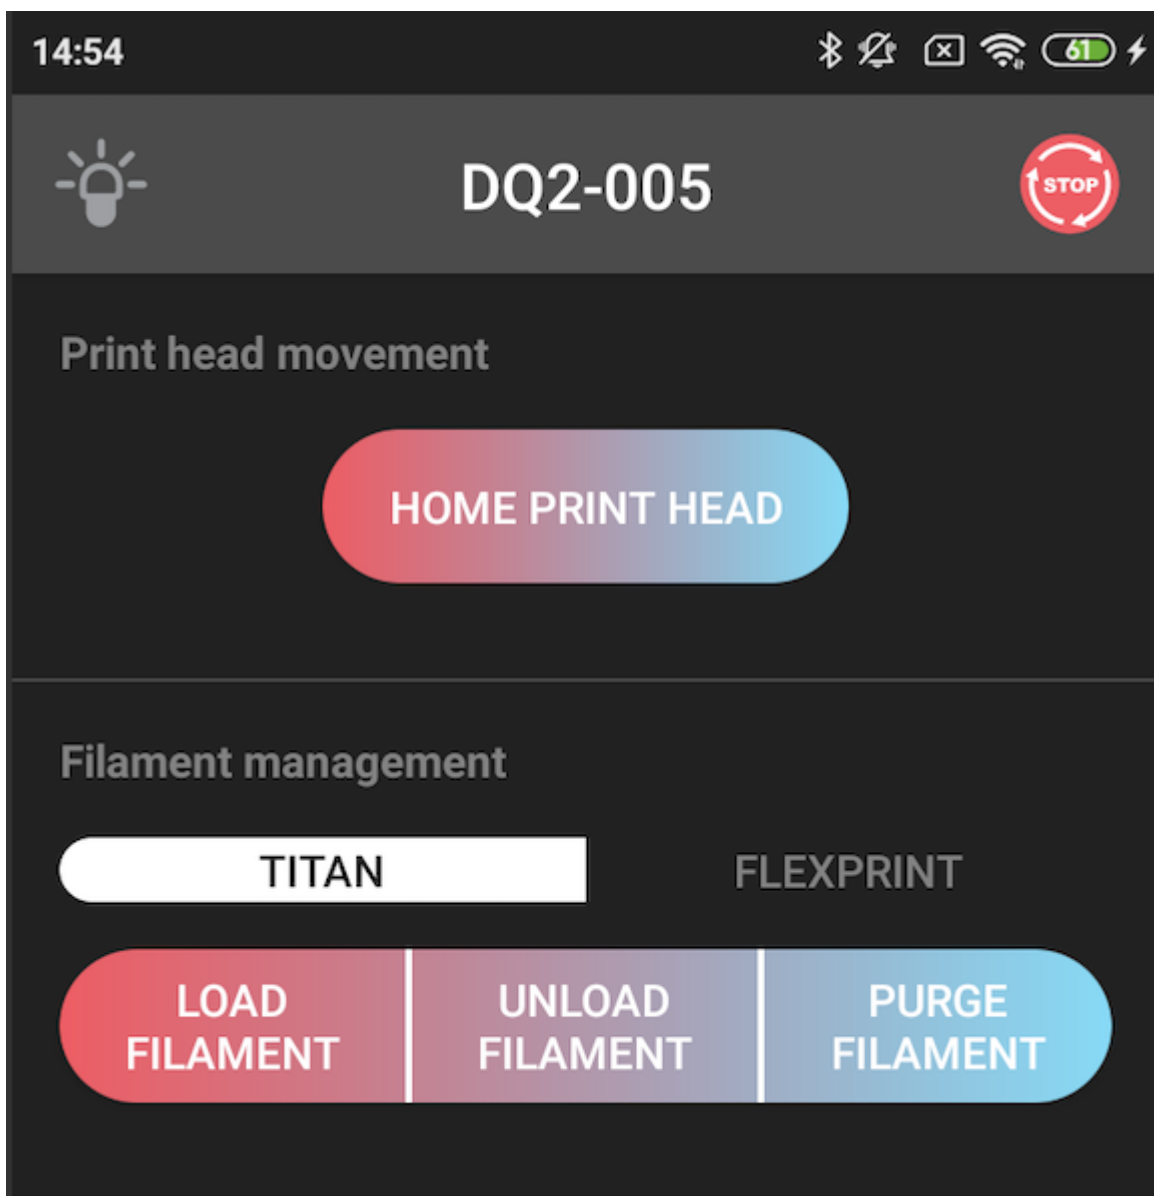 14:54
61
DQ2-005
STOP
Print head movement
HOME PRINT HEAD
Filament management
TITAN
FLEXPRINT
LOAD
FILAMENT
UNLOAD
FILAMENT
PURGE
FILAMENT